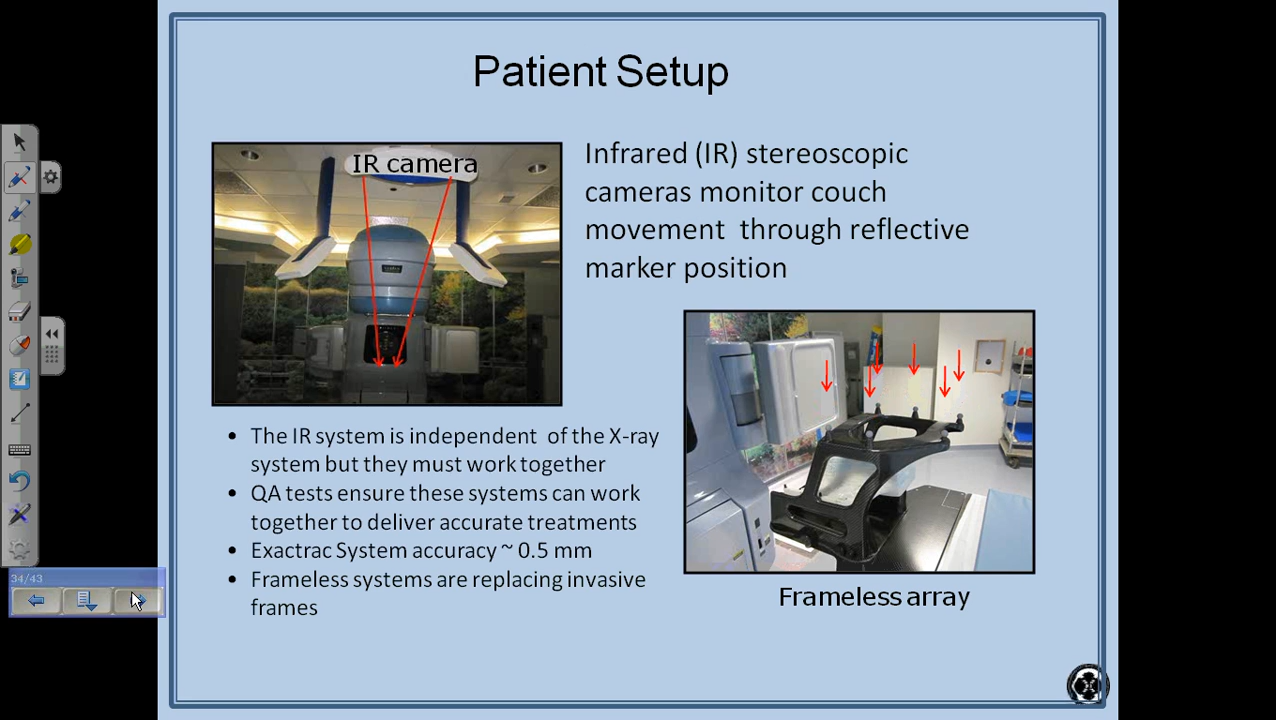 Patient Setup
IR camera
Infrared (IR) stereoscopic
cameras monitor couch
movement  through reflective
marker position
• The IR system is independent  of the X-ray
system but they must work together
• QA tests ensure these systems can work
together to deliver accurate treatments
• Exactrac System accuracy ~ 0.5 mm
• Frameless systems are replacing invasive
frames
Frameless array
34/43